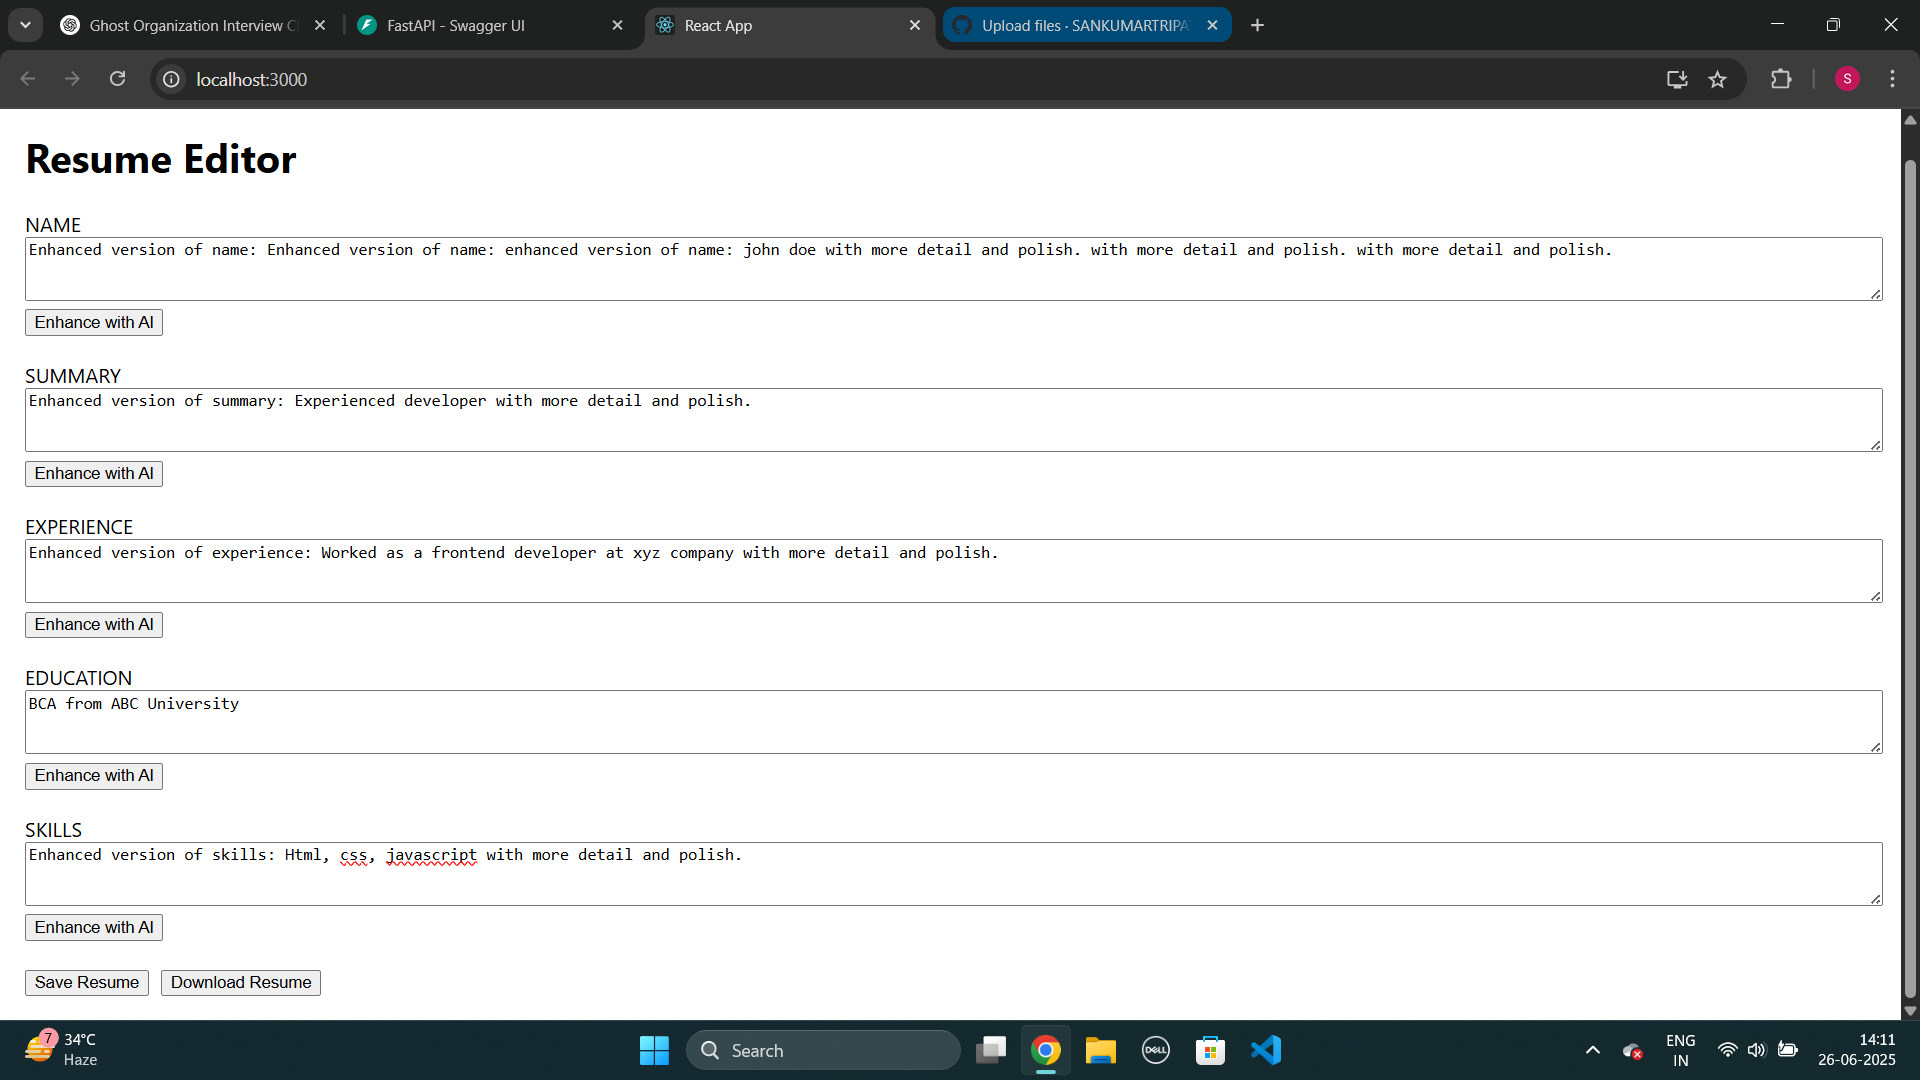 Ghost Organization Interview C
FastAPI - Swagger UI
React App
Upload files · SANKUMARTRIPA
localhost:3000
S
Resume Editor
NAME
Enhanced version of name: Enhanced version of name: enhanced version of name: john doe with more detail and polish. with more detail and polish. with more detail and polish.
Enhance with AI
SUMMARY
Enhanced version of summary: Experienced developer with more detail and polish.
Enhance with AI
EXPERIENCE
Enhanced version of experience: Worked as a frontend developer at xyz company with more detail and polish.
Enhance with AI
EDUCATION
BCA from ABC University
Enhance with AI
SKILLS
Enhanced version of skills: Html, css, javascript with more detail and polish.
Enhance with AI
Save Resume Download Resume
7
34°C
Haze
Search
DELL
ENG
IN
14:11
26-06-2025